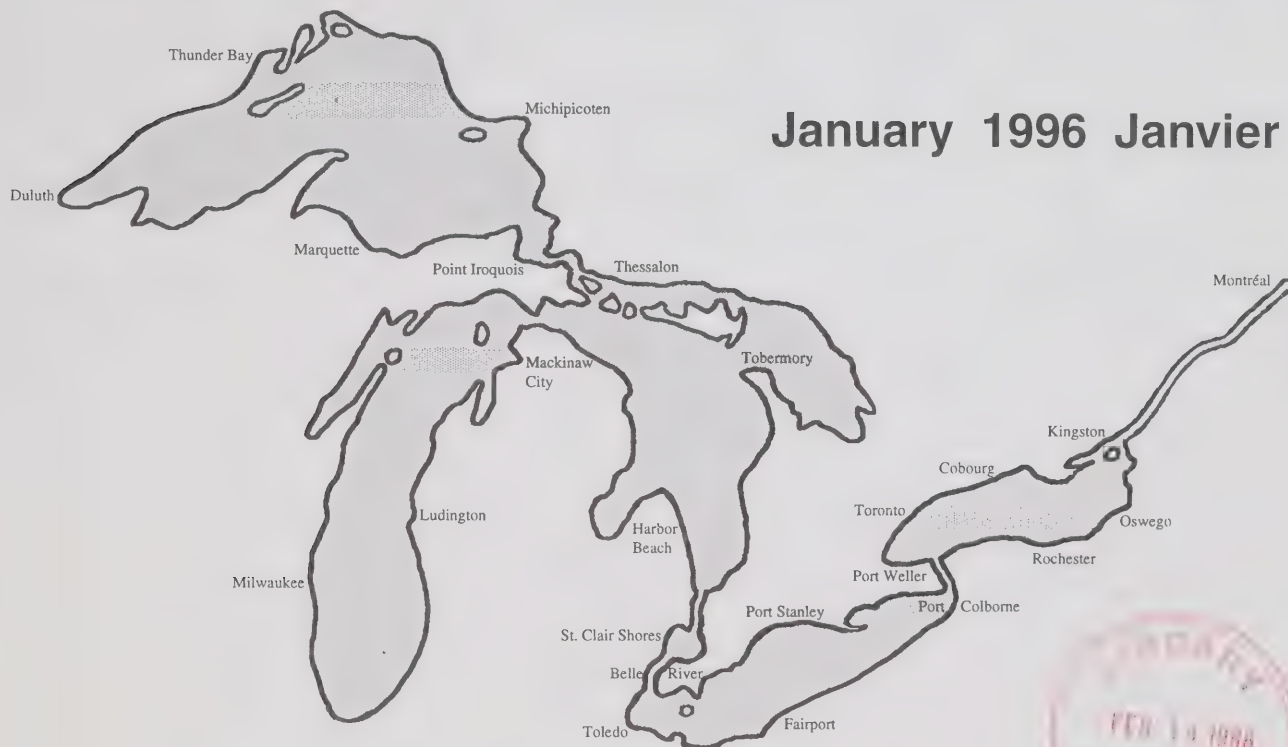 Thunder Bay
Michipicoten
January 1996 Janvier
Duluth
Marquette
Point Iroquois
Thessalon
Montréal
Mackinaw
City
Tobermory
Kingston
Cobourg
Ludington
Toronto
Oswego
Harbor
Beach
Rochester
Milwaukee
Port Weller
Port Colborne
Port Stanley
St. Clair Shores
Belle River
Toledo
Fairport